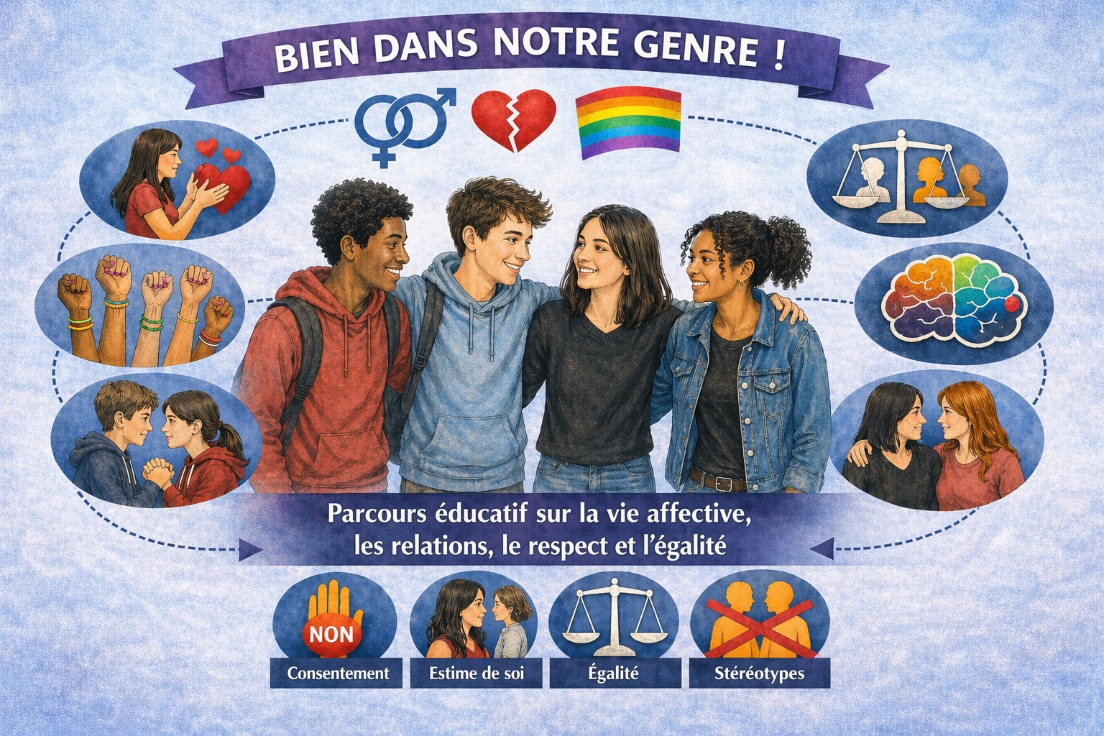 BIEN DANS NOTRE GENRE !
Parcours éducatif sur la vie affective,
les relations, le respect et l'égalité
NON
Consentement
Estime de soi
Égalité
Stéréotypes